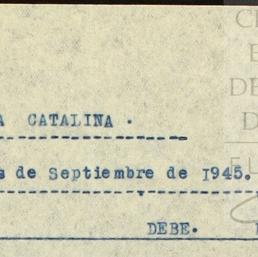 A CATALINA .
s de Septiembre de 1945.
DEBE.